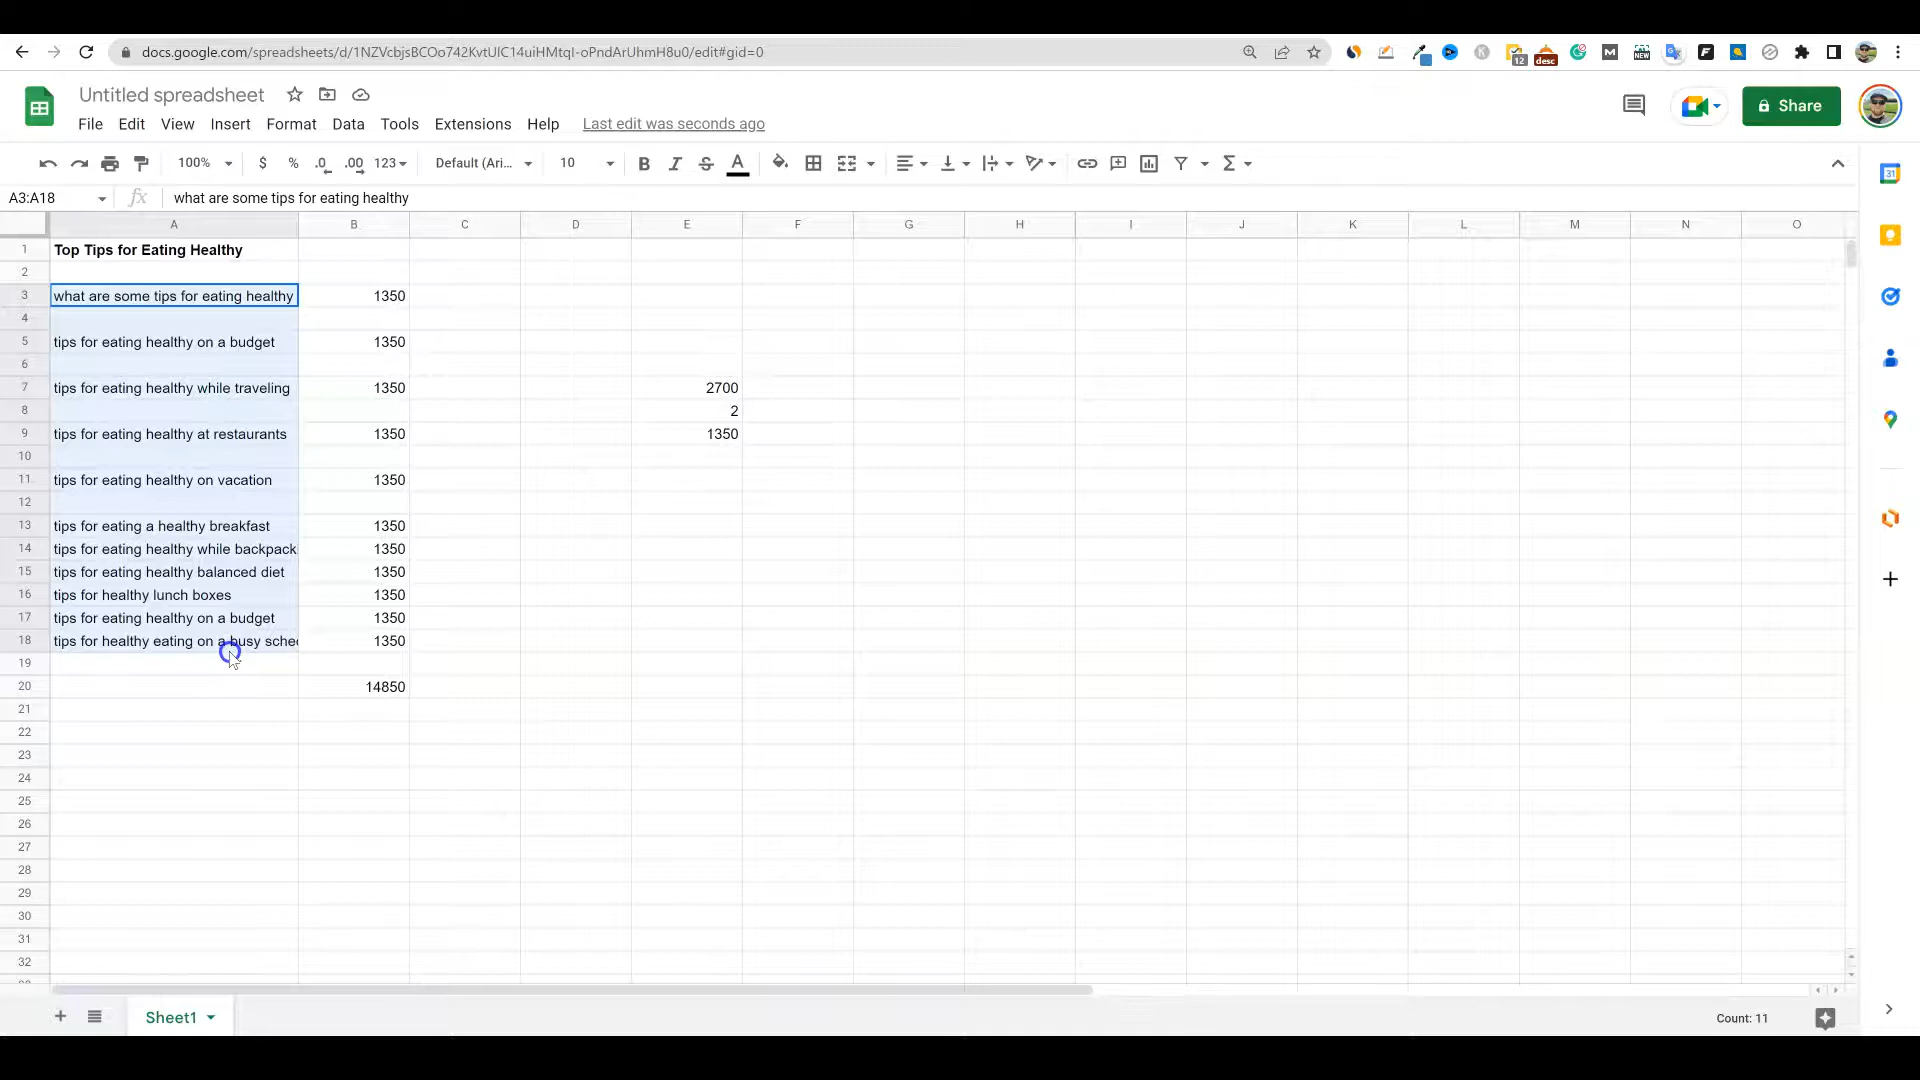 docs.google.com/spreadsheets/d/1NZVcbjsBCOo742KvtUlC14uiHMtqI-oPndArUhmH8u0/edit#gid=0
12
desc
NEW
Untitled spreadsheet
File Edit View Insert Format Data Tools Extensions Help Last edit was seconds ago
Share
100% $ % .0 .00 123 Default (Ari... 10 B I S A
A3:A18 fx what are some tips for eating healthy
31
A B C D E F G H I J K L M N O
1 Top Tips for Eating Healthy
2
3 what are some tips for eating healthy 1350
4
5 tips for eating healthy on a budget 1350
6
7 tips for eating healthy while traveling 1350 2700
8 2
9 tips for eating healthy at restaurants 1350 1350
10
11 tips for eating healthy on vacation 1350
12
13 tips for eating a healthy breakfast 1350
14 tips for eating healthy while backpack 1350
15 tips for eating healthy balanced diet 1350
16 tips for healthy lunch boxes 1350
17 tips for eating healthy on a budget 1350
18 tips for healthy eating on a busy sche 1350
19
20 14850
21
22
23
24
25
26
27
28
29
30
31
32
Sheet1
Count: 11